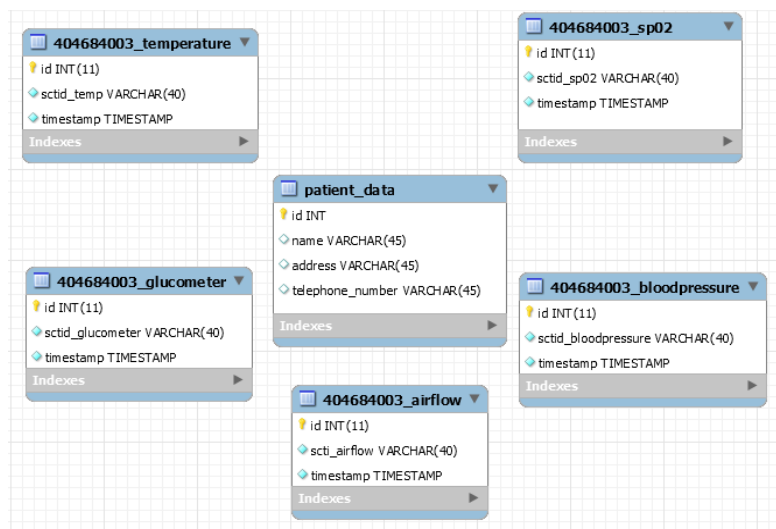 404684003_temperature
id INT(11)
sctid_temp VARCHAR(40)
timestamp TIMESTAMP
Indexes
404684003_sp02
id INT(11)
sctid_sp02 VARCHAR(40)
timestamp TIMESTAMP
Indexes
patient_data
id INT
name VARCHAR(45)
address VARCHAR(45)
telephone_number VARCHAR(45)
Indexes
404684003_glucometer
id INT(11)
sctid_glucometer VARCHAR(40)
timestamp TIMESTAMP
Indexes
404684003_bloodpressure
id INT(11)
sctid_bloodpressure VARCHAR(40)
timestamp TIMESTAMP
Indexes
404684003_airflow
id INT(11)
scti_airflow VARCHAR(40)
timestamp TIMESTAMP
Indexes